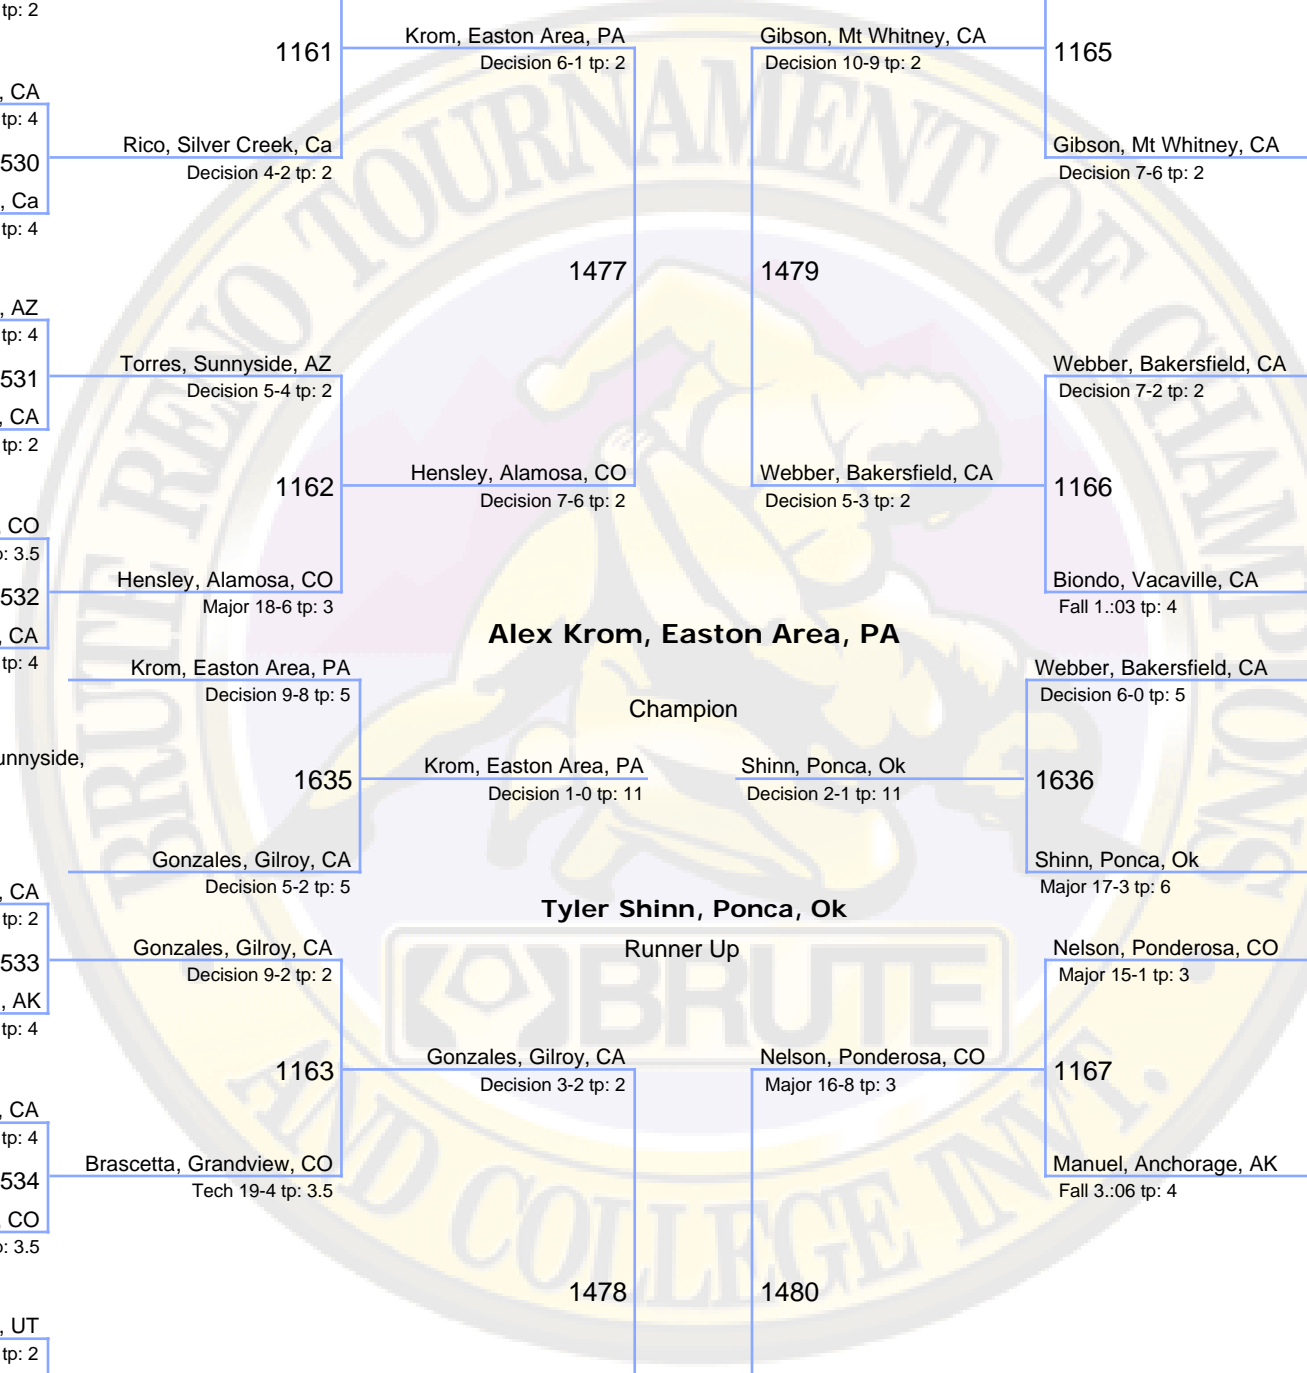 tp: 2
1161
Krom, Easton Area, PA
Decision 6-1 tp: 2
Gibson, Mt Whitney, CA
Decision 10-9 tp: 2
1165
, CA
tp: 4
530
, Ca
tp: 4
Rico, Silver Creek, Ca
Decision 4-2 tp: 2
Gibson, Mt Whitney, CA
Decision 7-6 tp: 2
1477
1479
, AZ
tp: 4
531
, CA
tp: 2
Torres, Sunnyside, AZ
Decision 5-4 tp: 2
Webber, Bakersfield, CA
Decision 7-2 tp: 2
1162
Hensley, Alamosa, CO
Decision 7-6 tp: 2
Webber, Bakersfield, CA
Decision 5-3 tp: 2
1166
CO
: 3.5
532
, CA
tp: 4
Hensley, Alamosa, CO
Major 18-6 tp: 3
Biondo, Vacaville, CA
Fall 1.:03 tp: 4
Alex Krom, Easton Area, PA
Champion
Krom, Easton Area, PA
Decision 9-8 tp: 5
Webber, Bakersfield, CA
Decision 6-0 tp: 5
unnyside,
1635
Krom, Easton Area, PA
Decision 1-0 tp: 11
Shinn, Ponca, Ok
Decision 2-1 tp: 11
1636
Gonzales, Gilroy, CA
Decision 5-2 tp: 5
Shinn, Ponca, Ok
Major 17-3 tp: 6
Tyler Shinn, Ponca, Ok
Runner Up
, CA
tp: 2
533
, AK
tp: 4
Gonzales, Gilroy, CA
Decision 9-2 tp: 2
Nelson, Ponderosa, CO
Major 15-1 tp: 3
1163
Gonzales, Gilroy, CA
Decision 3-2 tp: 2
Nelson, Ponderosa, CO
Major 16-8 tp: 3
1167
, CA
tp: 4
534
CO
: 3.5
Brascetta, Grandview, CO
Tech 19-4 tp: 3.5
Manuel, Anchorage, AK
Fall 3.:06 tp: 4
1478
1480
, UT
tp: 2
BRUTE RENO TOURNAMENT OF CHAMPIONS
AND COLLEGE INVT.
BRUTE